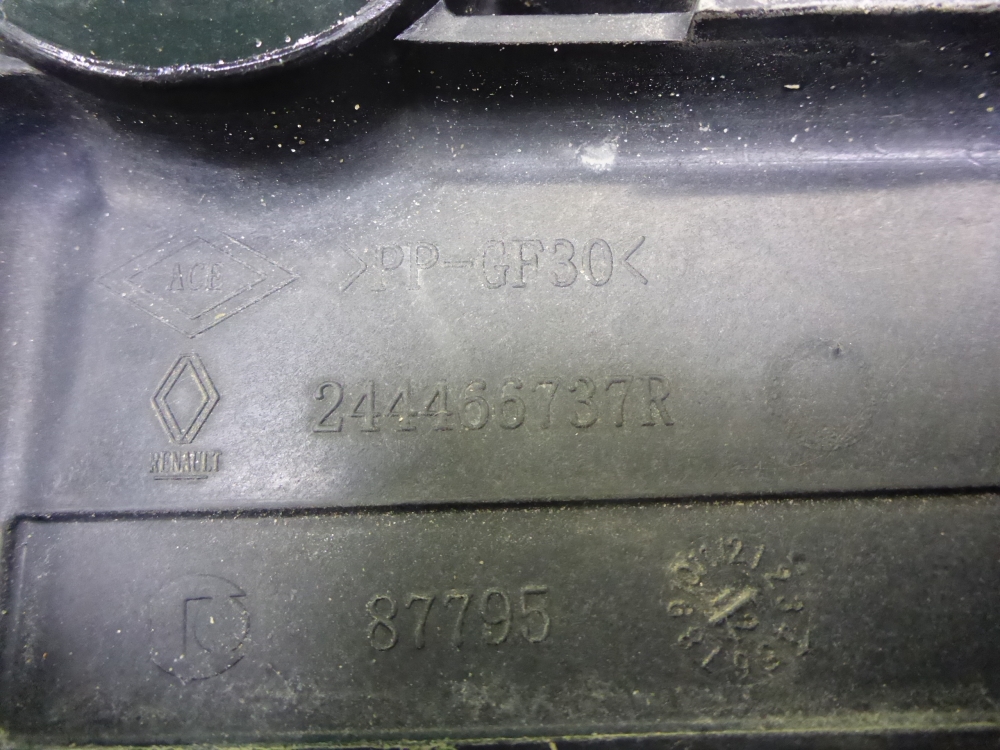 ACE
>PP-GF30<
244466737R
RENAULT
87795